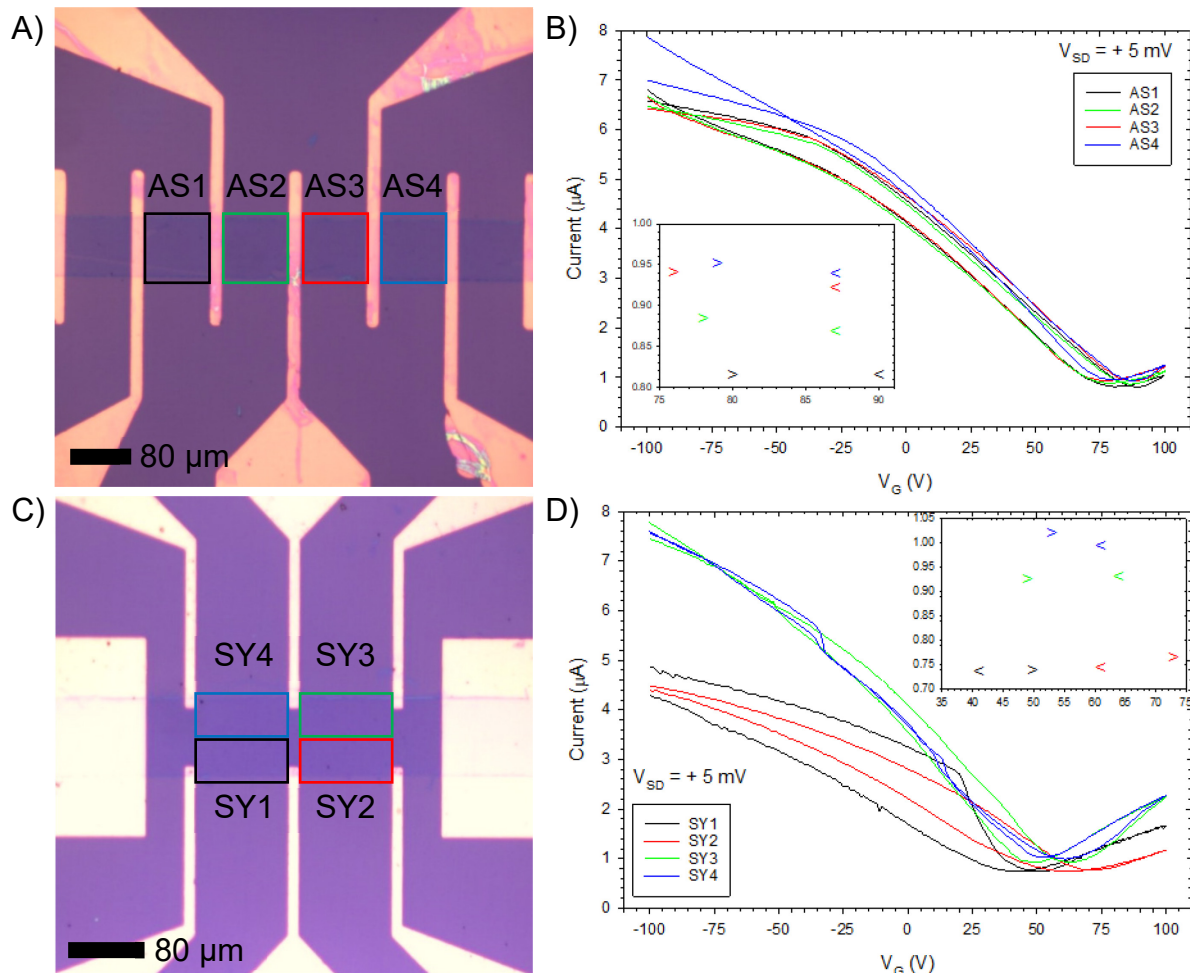 A)
AS1 AS2 AS3 AS4
80 µm
B)
V_SD = + 5 mV
AS1
AS2
AS3
AS4
Current (µA)
8
7
6
5
4
3
2
1
0
-100 -75 -50 -25 0 25 50 75 100
V_G (V)
1.00
0.95
0.90
0.85
0.80
75 80 85 90
> < > < > < > <
C)
SY4 SY3
SY1 SY2
80 µm
D)
V_SD = + 5 mV
SY1
SY2
SY3
SY4
Current (µA)
8
7
6
5
4
3
2
1
0
-100 -75 -50 -25 0 25 50 75 100
V_G (V)
1.05
1.00
0.95
0.90
0.85
0.80
0.75
0.70
35 40 45 50 55 60 65 70 75
> < > < < < > <